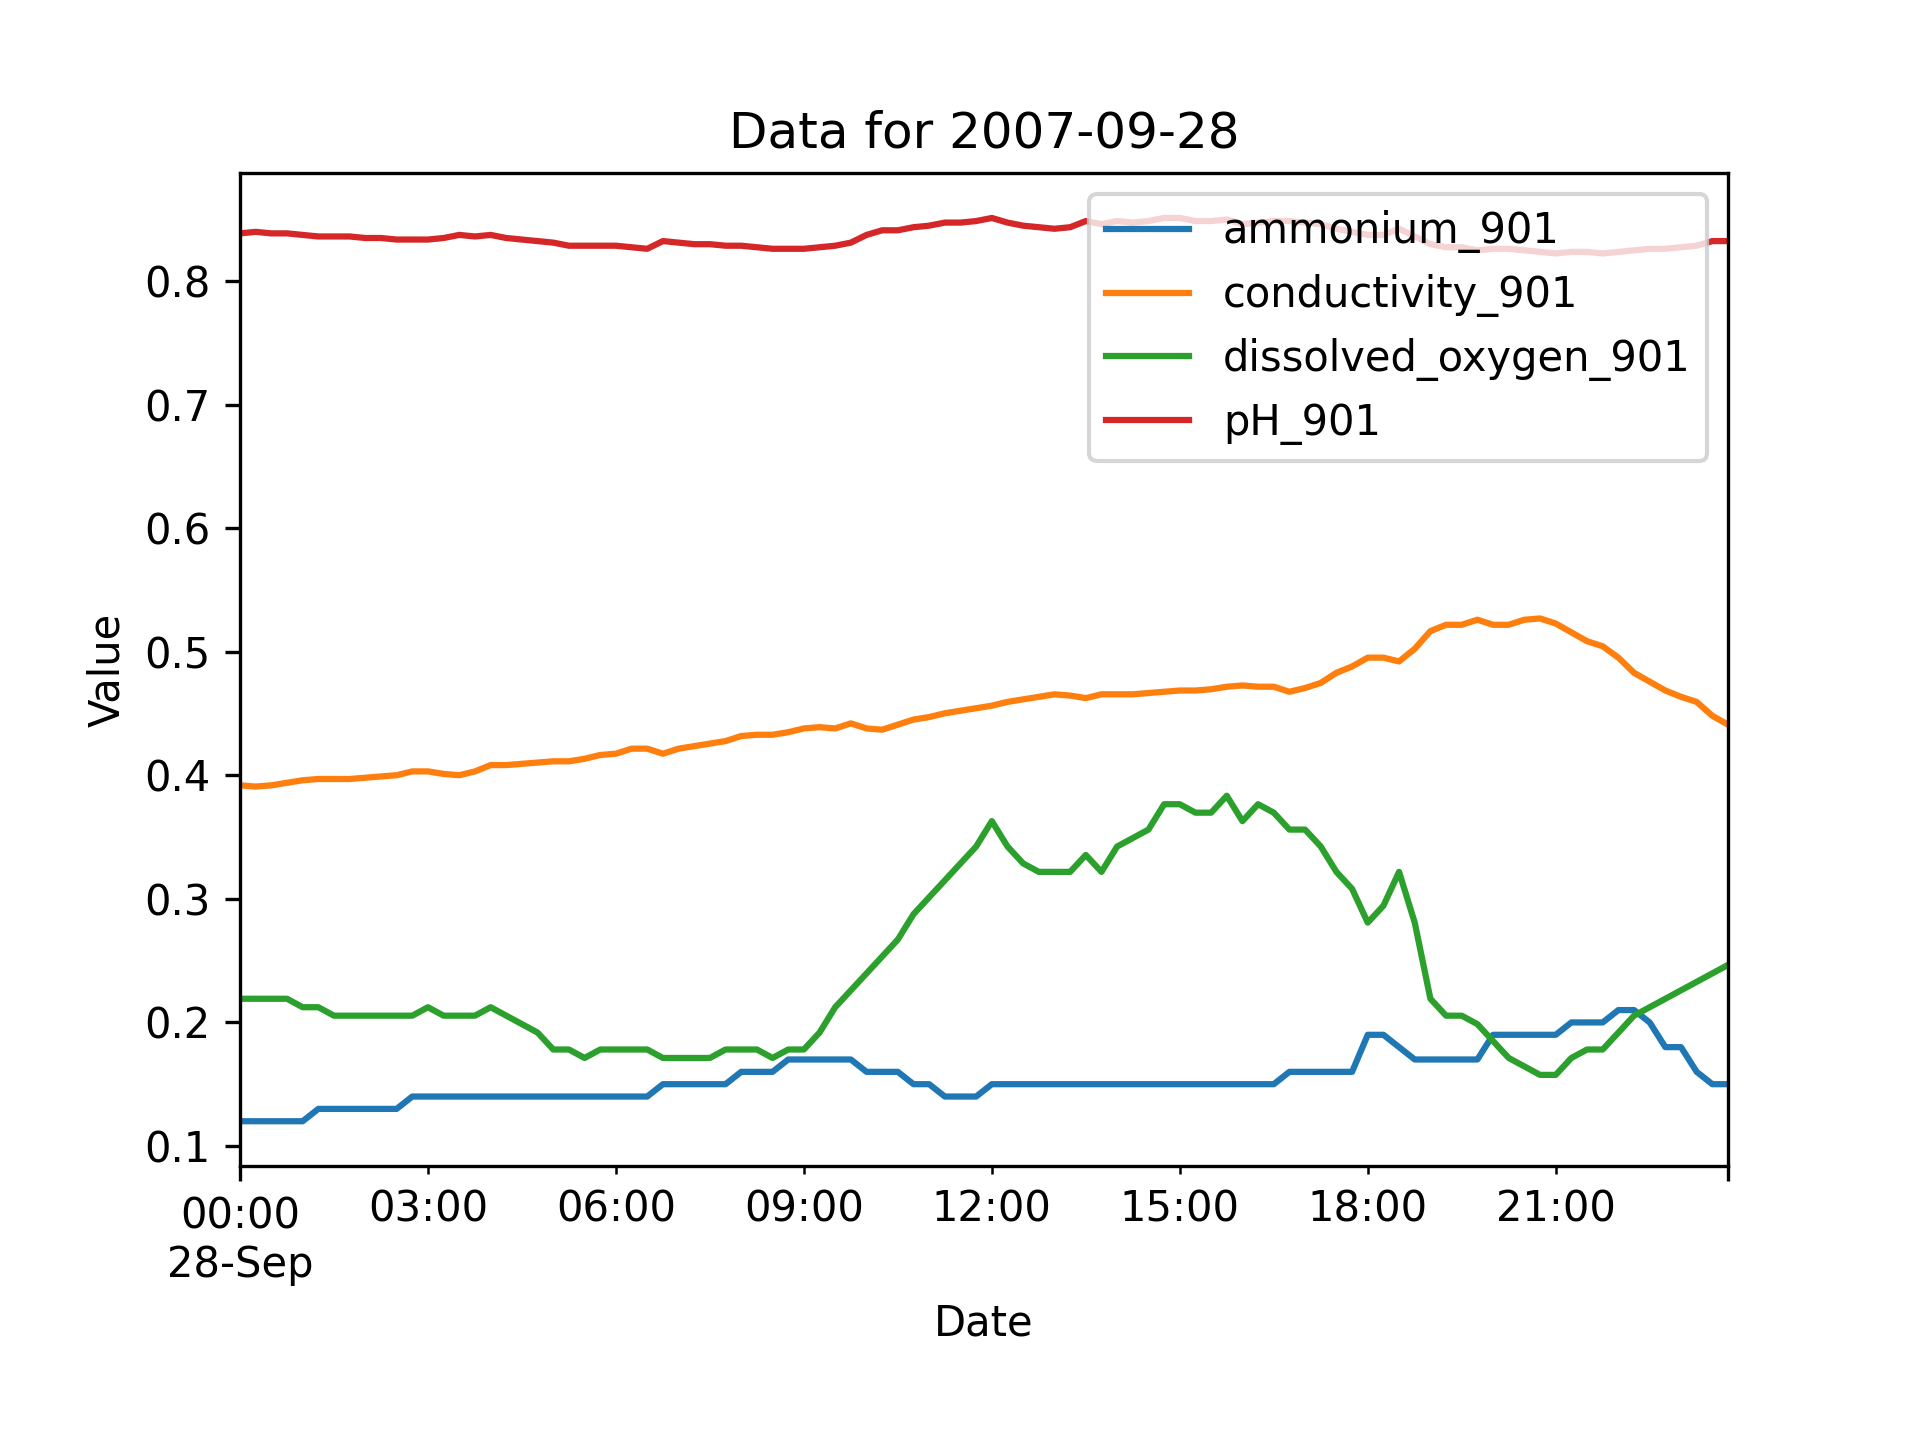 Data for 2007-09-28
ammonium_901
conductivity_901
dissolved_oxygen_901
pH_901
Value
0.8
0.7
0.6
0.5
0.4
0.3
0.2
0.1
00:00 03:00 06:00 09:00 12:00 15:00 18:00 21:00
28-Sep
Date